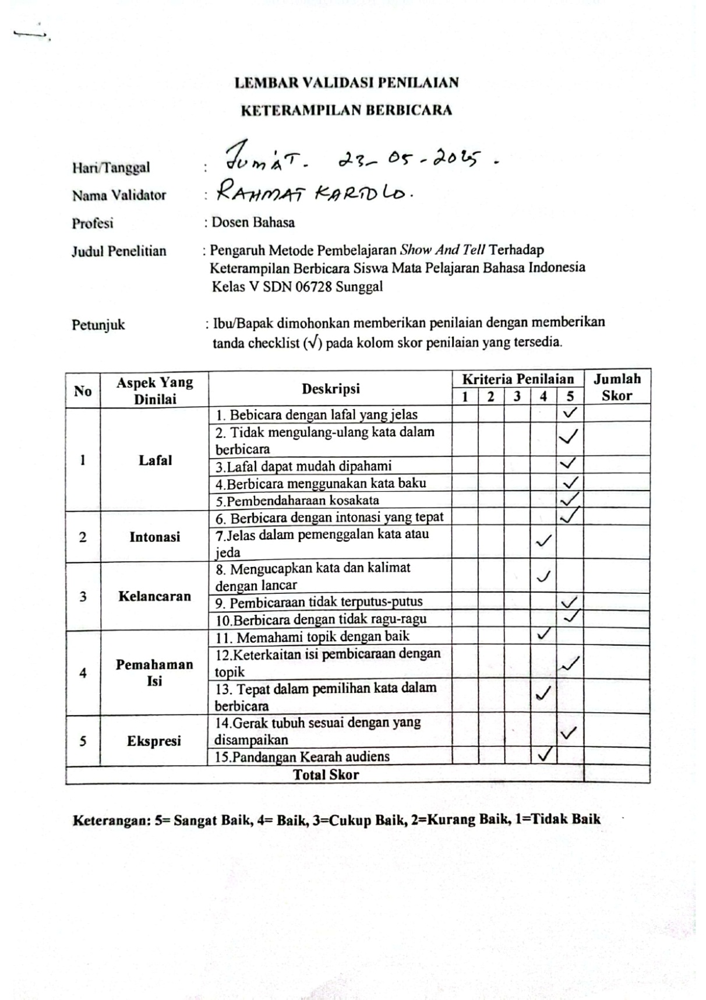 LEMBAR VALIDASI PENILAIAN
KETERAMPILAN BERBICARA
Hari/Tanggal : Jum'at. 23-05-2025.
Nama Validator : RAHMAT KARTOLO.
Profesi : Dosen Bahasa
Judul Penelitian : Pengaruh Metode Pembelajaran Show And Tell Terhadap
Keterampilan Berbicara Siswa Mata Pelajaran Bahasa Indonesia
Kelas V SDN 06728 Sunggal
Petunjuk : Ibu/Bapak dimohonkan memberikan penilaian dengan memberikan
tanda checklist (√) pada kolom skor penilaian yang tersedia.
No Aspek Yang Dinilai Deskripsi Kriteria Penilaian Jumlah Skor
1 2 3 4 5
1 Lafal 1. Bebicara dengan lafal yang jelas ✓
2. Tidak mengulang-ulang kata dalam
berbicara ✓
3.Lafal dapat mudah dipahami ✓
4.Berbicara menggunakan kata baku ✓
5.Pembendaharaan kosakata ✓
2 Intonasi 6. Berbicara dengan intonasi yang tepat ✓
7.Jelas dalam pemenggalan kata atau
jeda ✓
3 Kelancaran 8. Mengucapkan kata dan kalimat
dengan lancar ✓
9. Pembicaraan tidak terputus-putus ✓
10.Berbicara dengan tidak ragu-ragu ✓
4 Pemahaman Isi 11. Memahami topik dengan baik ✓
12.Keterkaitan isi pembicaraan dengan
topik ✓
13. Tepat dalam pemilihan kata dalam
berbicara ✓
5 Ekspresi 14.Gerak tubuh sesuai dengan yang
disampaikan ✓
15.Pandangan Kearah audiens ✓
Total Skor
Keterangan: 5= Sangat Baik, 4= Baik, 3=Cukup Baik, 2=Kurang Baik, 1=Tidak Baik